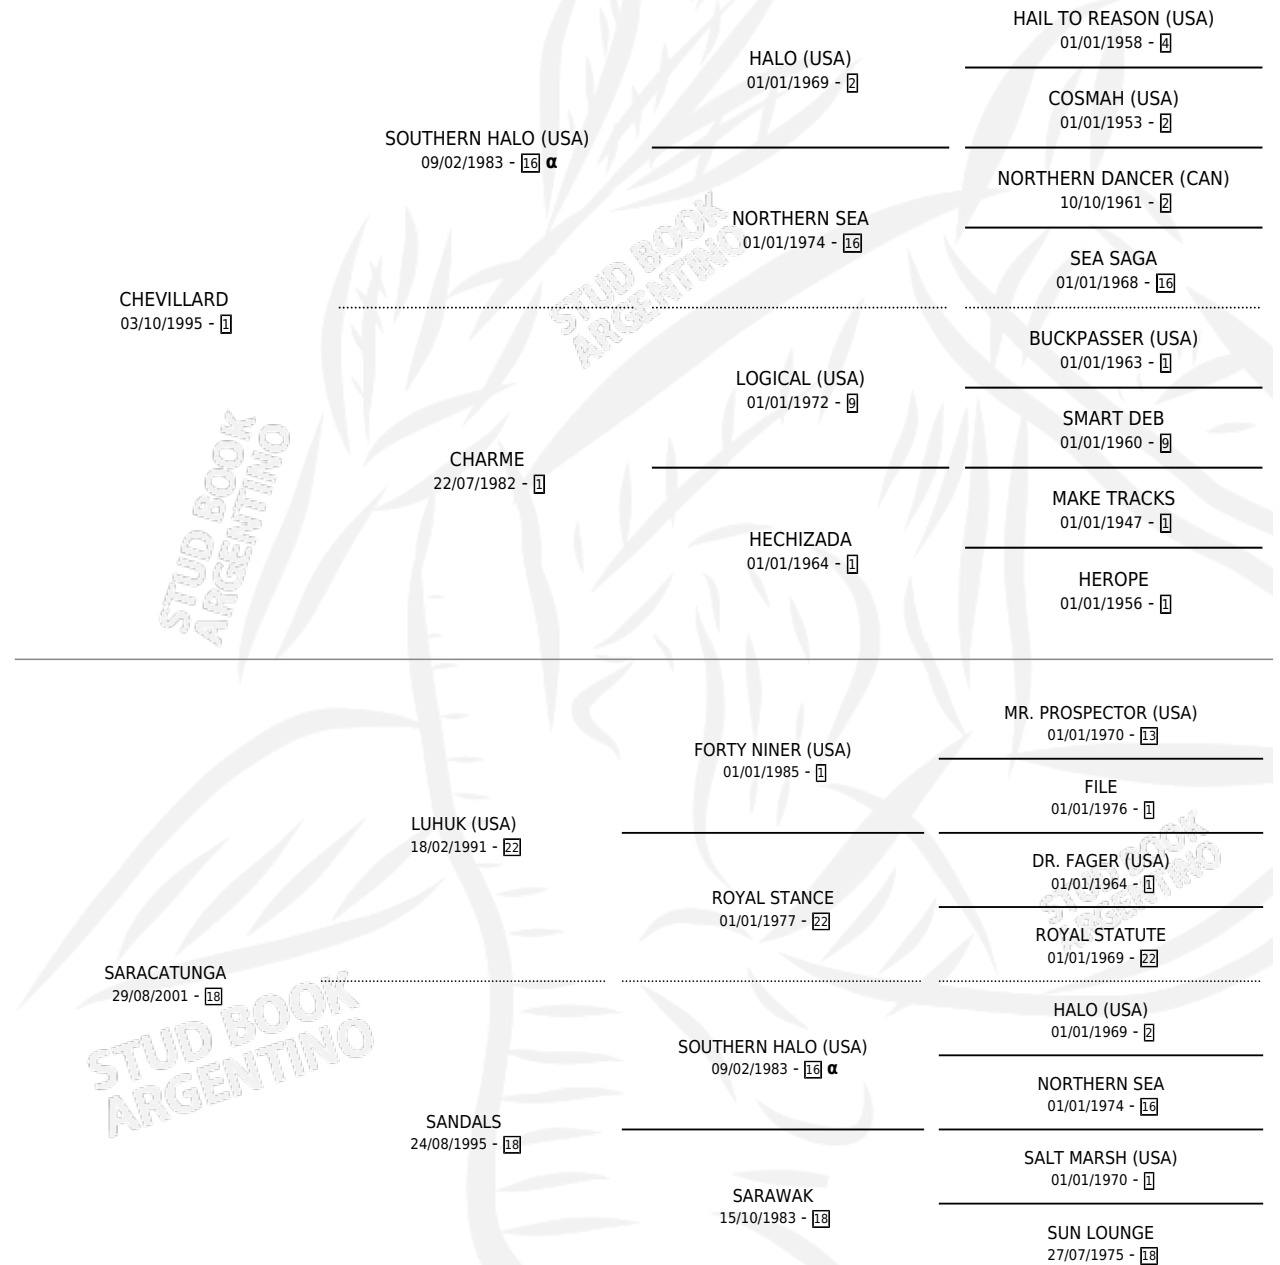 HAIL TO REASON (USA)
01/01/1958 - 4
HALO (USA)
01/01/1969 - 2
COSMAH (USA)
01/01/1953 - 2
SOUTHERN HALO (USA)
09/02/1983 - 16 α
NORTHERN DANCER (CAN)
10/10/1961 - 2
NORTHERN SEA
01/01/1974 - 16
SEA SAGA
01/01/1968 - 16
STUD BOOK
ARGENTINO
CHEVILLARD
03/10/1995 - 1
BUCKPASSER (USA)
01/01/1963 - 1
LOGICAL (USA)
01/01/1972 - 9
SMART DEB
01/01/1960 - 9
CHARME
22/07/1982 - 1
MAKE TRACKS
01/01/1947 - 1
HECHIZADA
01/01/1964 - 1
HEROPE
01/01/1956 - 1
STUD BOOK
ARGENTINO
MR. PROSPECTOR (USA)
01/01/1970 - 13
FORTY NINER (USA)
01/01/1985 - 1
FILE
01/01/1976 - 1
LUHUK (USA)
18/02/1991 - 22
DR. FAGER (USA)
01/01/1964 - 1
ROYAL STANCE
01/01/1977 - 22
ROYAL STATUTE
01/01/1969 - 22
STUD BOOK
ARGENTINO
SARACATUNGA
29/08/2001 - 18
HALO (USA)
01/01/1969 - 2
SOUTHERN HALO (USA)
09/02/1983 - 16 α
NORTHERN SEA
01/01/1974 - 16
STUD BOOK
ARGENTINO
SANDALS
24/08/1995 - 18
SALT MARSH (USA)
01/01/1970 - 1
SARAWAK
15/10/1983 - 18
SUN LOUNGE
27/07/1975 - 18